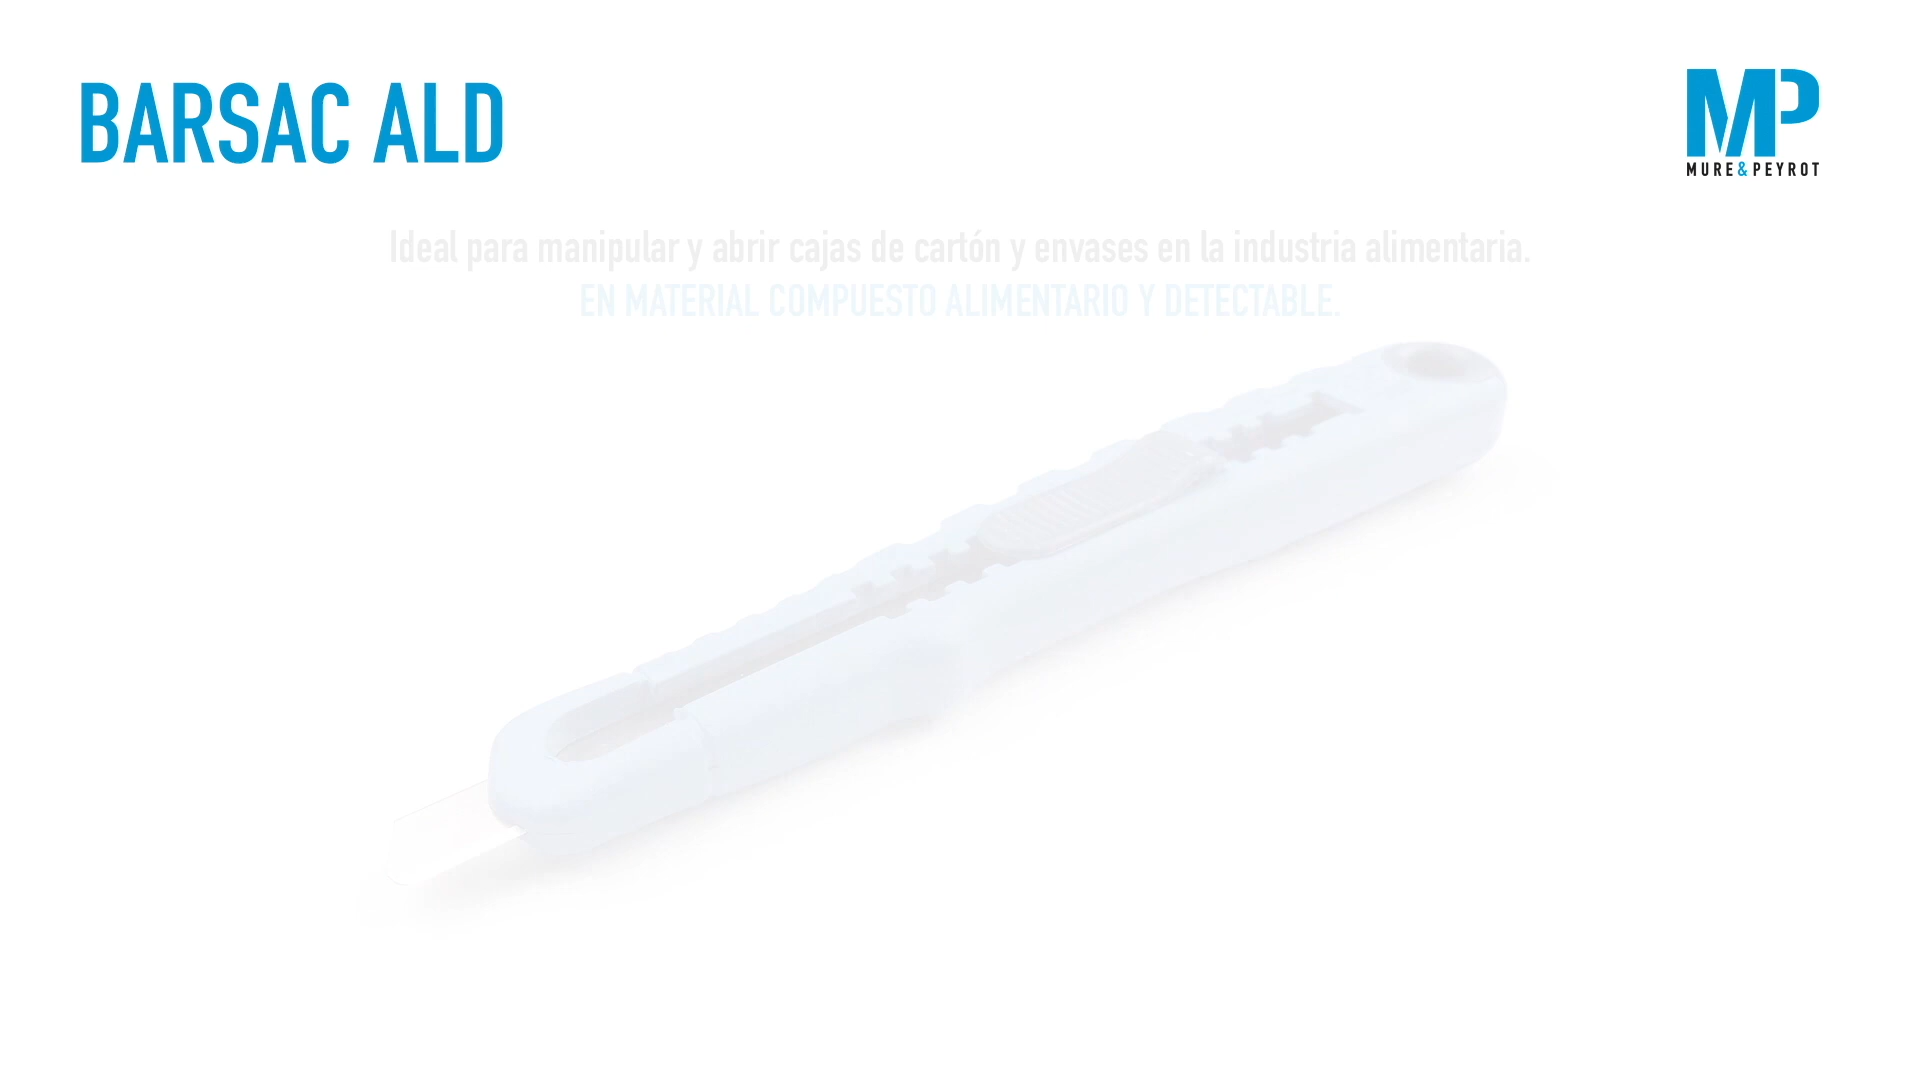 BARSAC ALD
MP
MURE&PEYROT
Ideal para manipular y abrir cajas de cartón y envases en la industria alimentaria.
EN MATERIAL COMPUESTO ALIMENTARIO Y DETECTABLE.